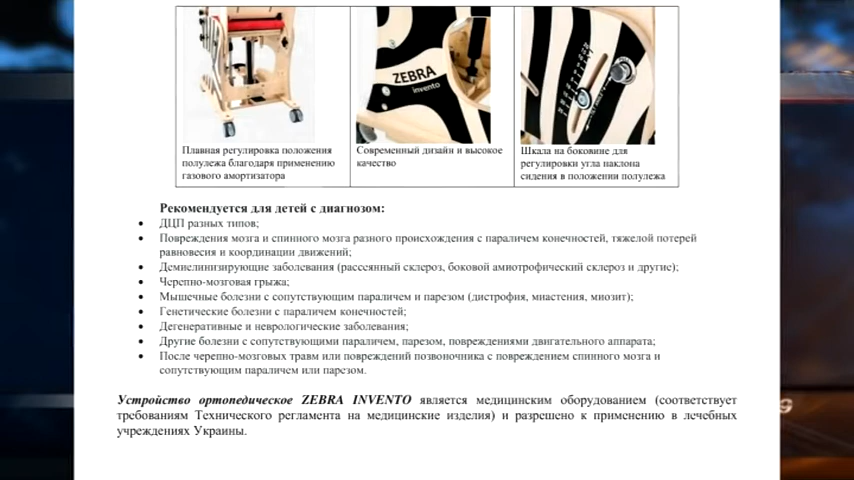 ZEBRA
invento
Плавная регулировка положения
полулежа благодаря применению
газового амортизатора
Современный дизайн и высокое
качество
Шкала на боковине для
регулировки угла наклона
сидения в положении полулежа
Рекомендуется для детей с диагнозом:
• ДЦП разных типов;
• Повреждения мозга и спинного мозга разного происхождения с параличем конечностей, тяжелой потерей
равновесия и координации движений;
• Демиелинизирующие заболевания (рассеянный склероз, боковой амиотрофический склероз и другие);
• Черепно-мозговая грыжа;
• Мышечные болезни с сопутствующим параличем и парезом (дистрофия, миастения, миозит);
• Генетические болезни с параличем конечностей;
• Дегенеративные и неврологические заболевания;
• Другие болезни с сопутствующими параличем, парезом, повреждениями двигательного аппарата;
• После черепно-мозговых травм или повреждений позвоночника с повреждением спинного мозга и
сопутствующим параличем или парезом.
Устройство ортопедическое ZEBRA INVENTO является медицинским оборудованием (соответствует
требованиям Технического регламента на медицинские изделия) и разрешено к применению в лечебных
учреждениях Украины.